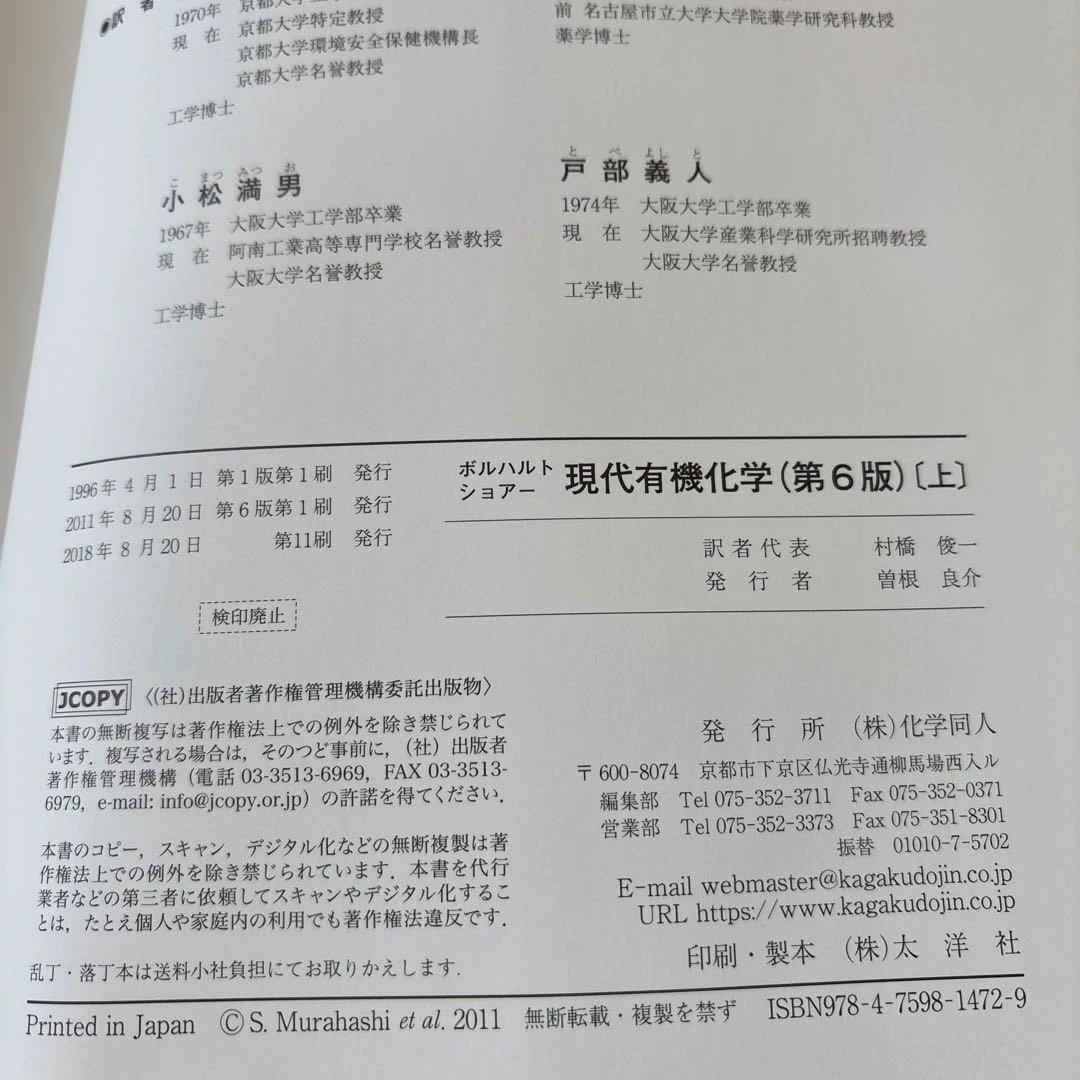 ●訳 者
1970年
京都大学特定教授
現 在 京都大学環境安全保健機構長
京都大学名誉教授
工学博士
前 名古屋市立大学大学院薬学研究科教授
薬学博士
こ まつ みつ お
小松満男
1967年 大阪大学工学部卒業
現 在 阿南工業高等専門学校名誉教授
大阪大学名誉教授
工学博士
と べ よし と
戸部義人
1974年 大阪大学工学部卒業
現 在 大阪大学産業科学研究所招聘教授
大阪大学名誉教授
工学博士
1996年 4月 1日 第1版第1刷 発行
2011年 8月20日 第6版第1刷 発行
2018年 8月20日 第11刷 発行
検印廃止
ボルハルト
ショアー 現代有機化学(第6版)〔上〕
訳者代表 村橋 俊一
発行者 曽根 良介
JCOPY 〈(社)出版者著作権管理機構委託出版物〉
本書の無断複写は著作権法上での例外を除き禁じられて
います．複写される場合は，そのつど事前に，(社)出版者
著作権管理機構（電話 03-3513-6969，FAX 03-3513-
6979，e-mail: info@jcopy.or.jp）の許諾を得てください．
本書のコピー，スキャン，デジタル化などの無断複製は著
作権法上での例外を除き禁じられています．本書を代行
業者などの第三者に依頼してスキャンやデジタル化するこ
とは，たとえ個人や家庭内の利用でも著作権法違反です．
乱丁・落丁本は送料小社負担にてお取りかえします．
発行所 (株)化学同人
〒600-8074 京都市下京区仏光寺通柳馬場西入ル
編集部 Tel 075-352-3711 Fax 075-352-0371
営業部 Tel 075-352-3373 Fax 075-351-8301
振替 01010-7-5702
E-mail webmaster@kagakudojin.co.jp
URL https://www.kagakudojin.co.jp
印刷・製本 (株)太洋社
Printed in Japan ©S. Murahashi et al. 2011 無断転載・複製を禁ず ISBN978-4-7598-1472-9